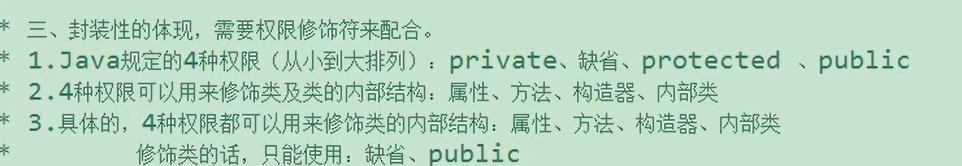 * 三、封装性的体现，需要权限修饰符来配合。
* 1.Java规定的4种权限（从小到大排列）：private、缺省、protected 、public
* 2.4种权限可以用来修饰类及类的内部结构：属性、方法、构造器、内部类
* 3.具体的，4种权限都可以用来修饰类的内部结构：属性、方法、构造器、内部类
* 修饰类的话，只能使用：缺省、public